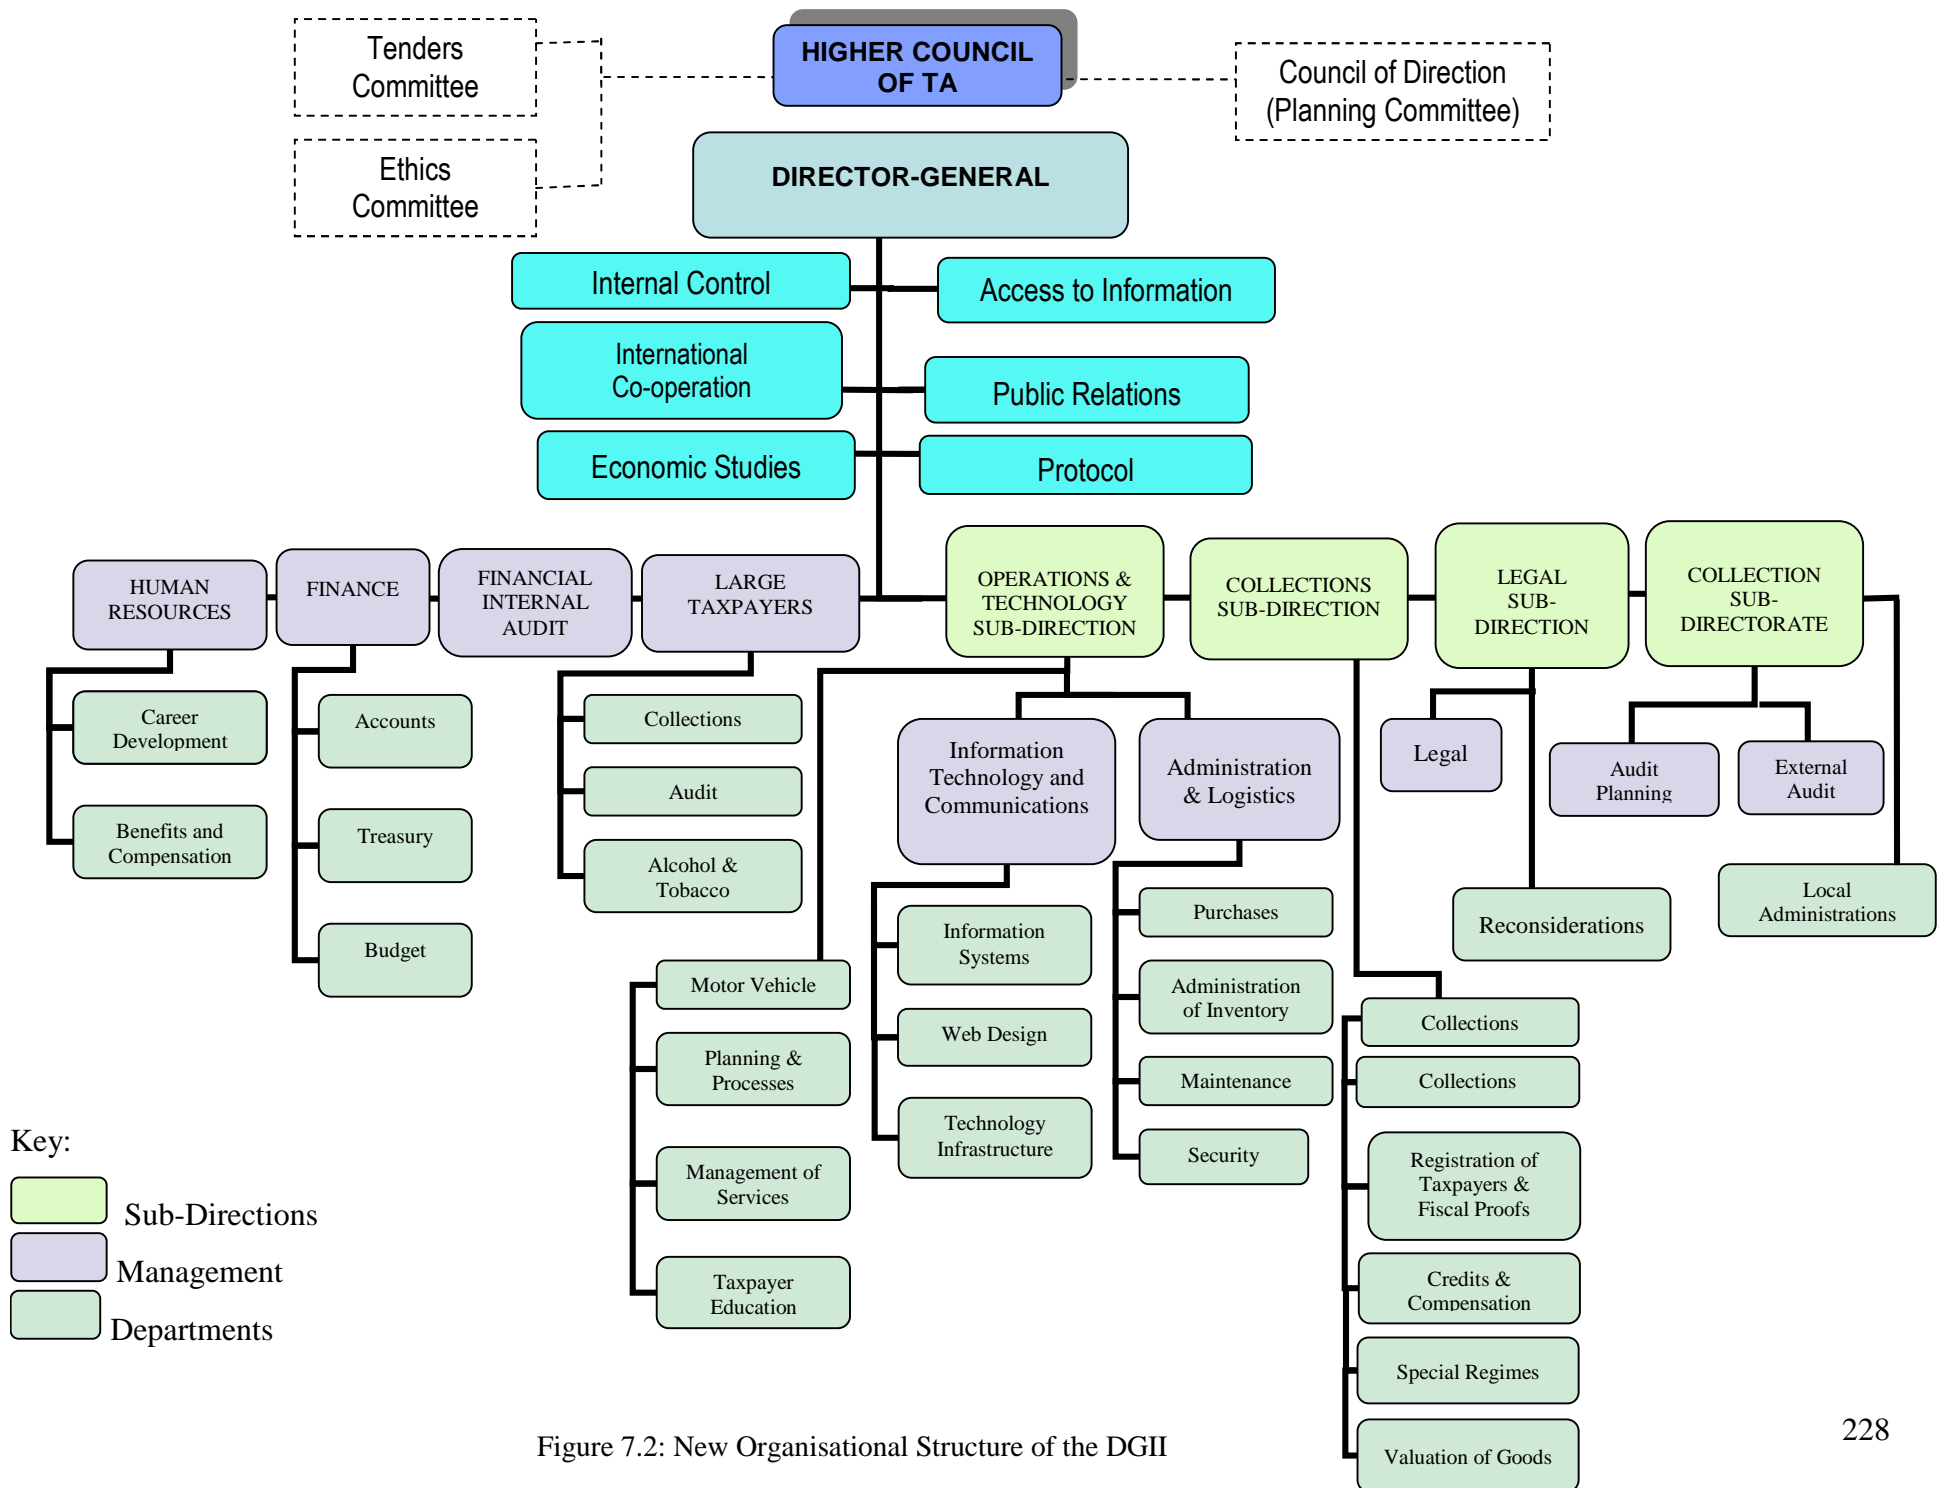 Tenders
Committee
HIGHER COUNCIL
OF TA
Council of Direction
(Planning Committee)
Ethics
Committee
DIRECTOR-GENERAL
Internal Control
Access to Information
International
Co-operation
Public Relations
Economic Studies
Protocol
HUMAN
RESOURCES
FINANCE
FINANCIAL
INTERNAL
AUDIT
LARGE
TAXPAYERS
OPERATIONS &
TECHNOLOGY
SUB-DIRECTION
COLLECTIONS
SUB-DIRECTION
LEGAL
SUB-
DIRECTION
COLLECTION
SUB-
DIRECTORATE
Career
Development
Benefits and
Compensation
Accounts
Treasury
Budget
Collections
Audit
Alcohol &
Tobacco
Information
Technology and
Communications
Administration
& Logistics
Legal
Audit
Planning
External
Audit
Local
Administrations
Reconsiderations
Motor Vehicle
Planning &
Processes
Management of
Services
Taxpayer
Education
Information
Systems
Web Design
Technology
Infrastructure
Purchases
Administration
of Inventory
Maintenance
Security
Collections
Collections
Registration of
Taxpayers &
Fiscal Proofs
Credits &
Compensation
Special Regimes
Valuation of Goods
Key:
Sub-Directions
Management
Departments
Figure 7.2: New Organisational Structure of the DGII
228